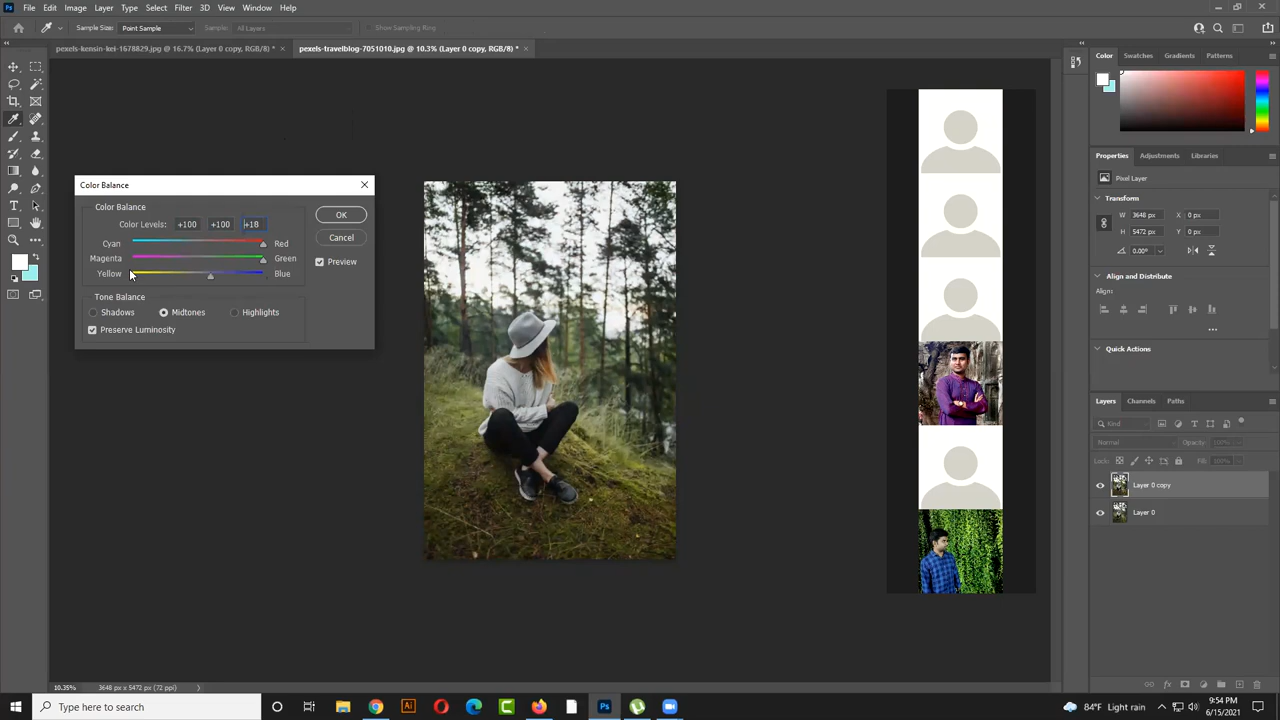 Ps File Edit Image Layer Type Select Filter 3D View Window Help
Sample Size: Point Sample Sample: All Layers Show Sampling Ring
pexels-kensin-kei-1678829.jpg @ 16.7% (Layer 0 copy, RGB/8) * × pexels-travelblog-7051010.jpg @ 10.3% (Layer 0 copy, RGB/8) * ×
Color Swatches Gradients Patterns
Color Balance
Color Balance
Color Levels: +100 +100 +18
Cyan Red
Magenta Green
Yellow Blue
Tone Balance
Shadows Midtones Highlights
Preserve Luminosity
OK
Cancel
Preview
Properties Adjustments Libraries
Pixel Layer
Transform
W 3648 px X 0 px
H 5472 px Y 0 px
0.00°
Align and Distribute
Align:
...
Quick Actions
Layers Channels Paths
Kind
Normal Opacity: 100%
Lock: Fill: 100%
Layer 0 copy
Layer 0
fx
10.35% 3648 px x 5472 px (72 ppi)
Type here to search
Ai
Ps
84°F Light rain
9:54 PM
6/15/2021